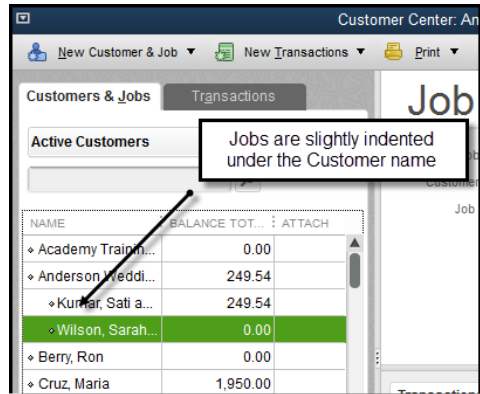 Customer Center: An
New Customer & Job New Transactions Print
Customers & Jobs Transactions
Job
Active Customers
Jobs are slightly indented
under the Customer name
Customer
Job
NAME BALANCE TOT... ATTACH
Academy Trainin... 0.00
Anderson Weddi... 249.54
Kumar, Sati a... 249.54
Wilson, Sarah... 0.00
Berry, Ron 0.00
Cruz, Maria 1,950.00